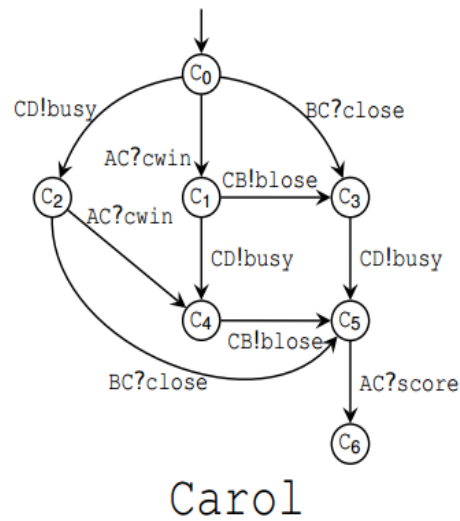 C0
CD!busy
BC?close
AC?cwin
CB!blose
C2
C1
C3
AC?cwin
CD!busy
CD!busy
C4
C5
CB!blose
BC?close
AC?score
C6
Carol